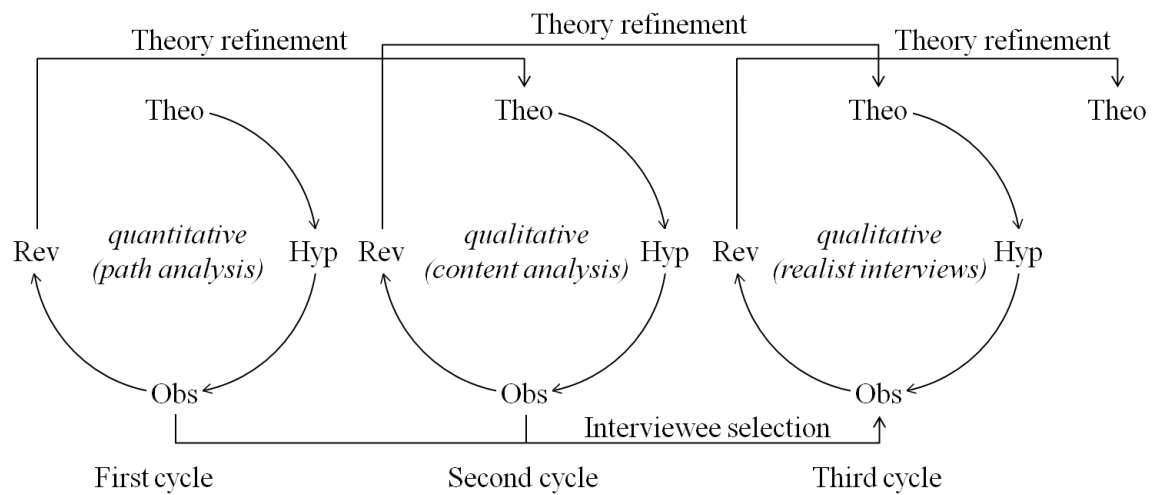 Theory refinement
Theory refinement
Theory refinement
Theo
Theo
Theo
Theo
Rev
quantitative
(path analysis)
Hyp
Rev
qualitative
(content analysis)
Hyp
Rev
qualitative
(realist interviews)
Hyp
Obs
Obs
Obs
Interviewee selection
First cycle
Second cycle
Third cycle